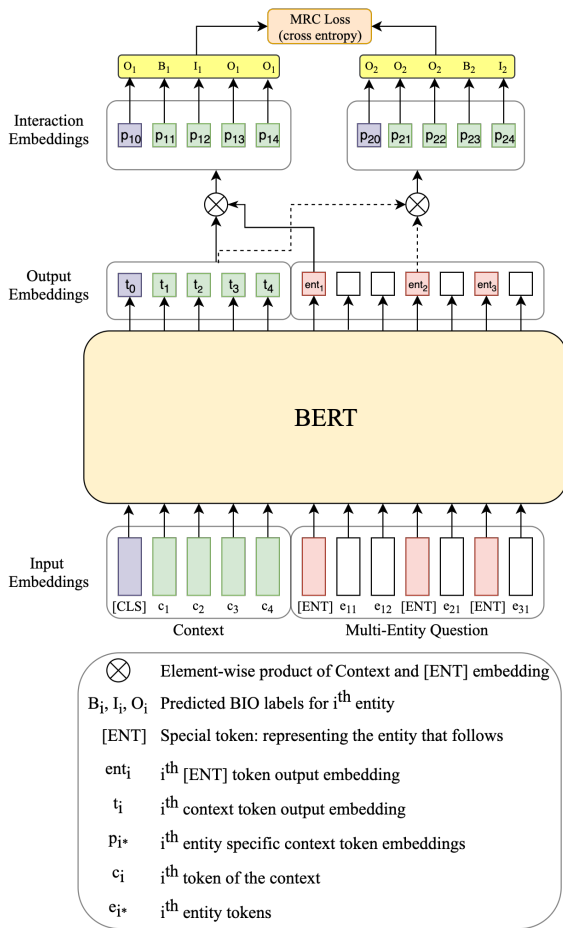 MRC Loss
(cross entropy)
O1 B1 I1 O1 O1
O2 O2 O2 B2 I2
Interaction
Embeddings
p10 p11 p12 p13 p14
p20 p21 p22 p23 p24
Output
Embeddings
t0 t1 t2 t3 t4
ent1 ent2 ent3
BERT
Input
Embeddings
[CLS] c1 c2 c3 c4 [ENT] e11 e12 [ENT] e21 [ENT] e31
Context
Multi-Entity Question
Element-wise product of Context and [ENT] embedding
Bi, Ii, Oi Predicted BIO labels for ith entity
[ENT] Special token: representing the entity that follows
enti ith [ENT] token output embedding
ti ith context token output embedding
pi* ith entity specific context token embeddings
ci ith token of the context
ei* ith entity tokens